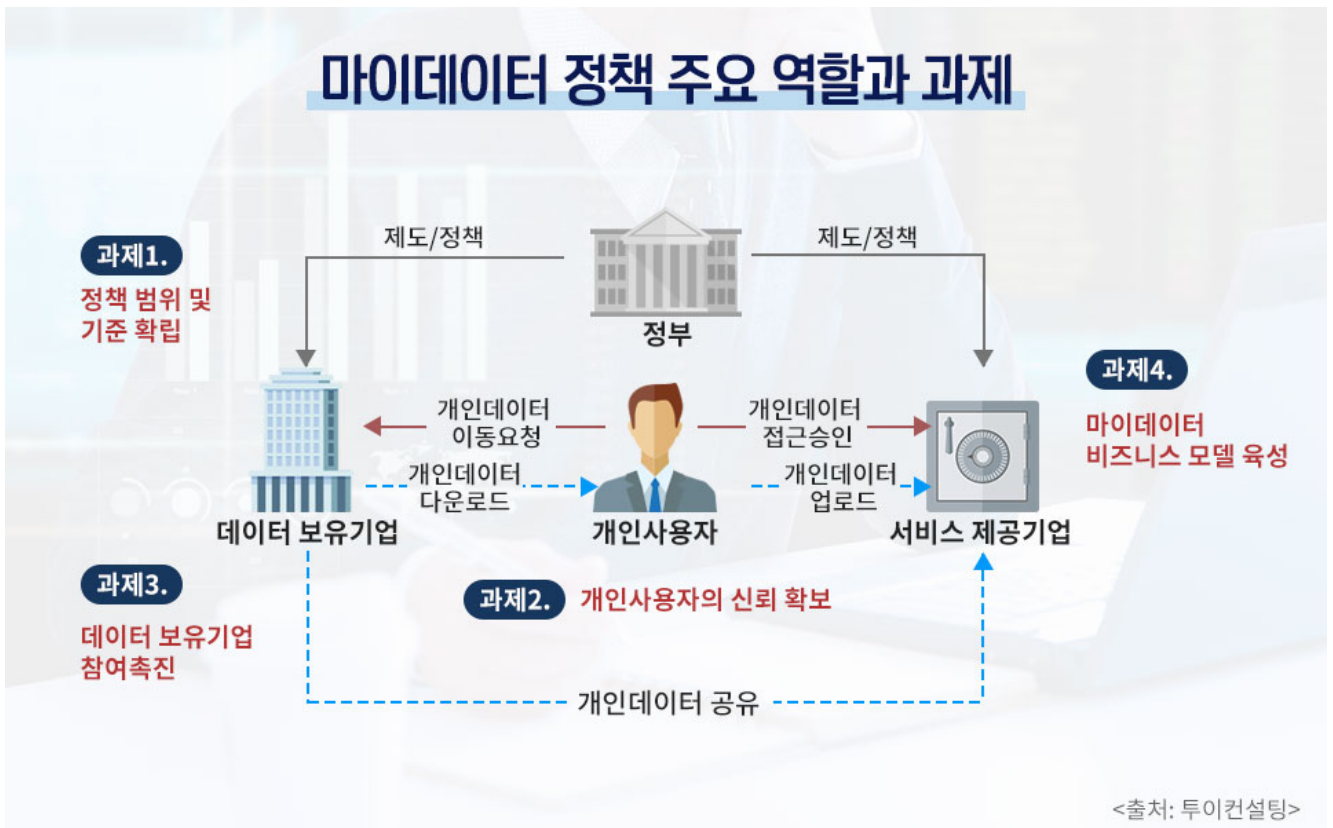 마이데이터 정책 주요 역할과 과제
제도/정책
제도/정책
과제1.
정책 범위 및
기준 확립
정부
과제4.
마이데이터
비즈니스 모델 육성
개인데이터
이동요청
개인데이터
접근승인
개인데이터
다운로드
개인데이터
업로드
데이터 보유기업
개인사용자
서비스 제공기업
과제3.
데이터 보유기업
참여촉진
과제2.
개인사용자의 신뢰 확보
개인데이터 공유
<출처: 투이컨설팅>